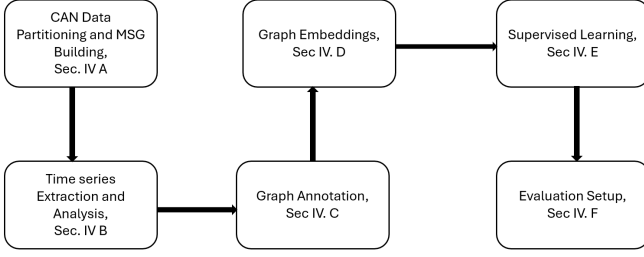 CAN Data
Partitioning and MSG
Building,
Sec. IV A
Time series
Extraction and
Analysis,
Sec. IV B
Graph Annotation,
Sec IV. C
Graph Embeddings,
Sec IV. D
Supervised Learning,
Sec IV. E
Evaluation Setup,
Sec IV. F